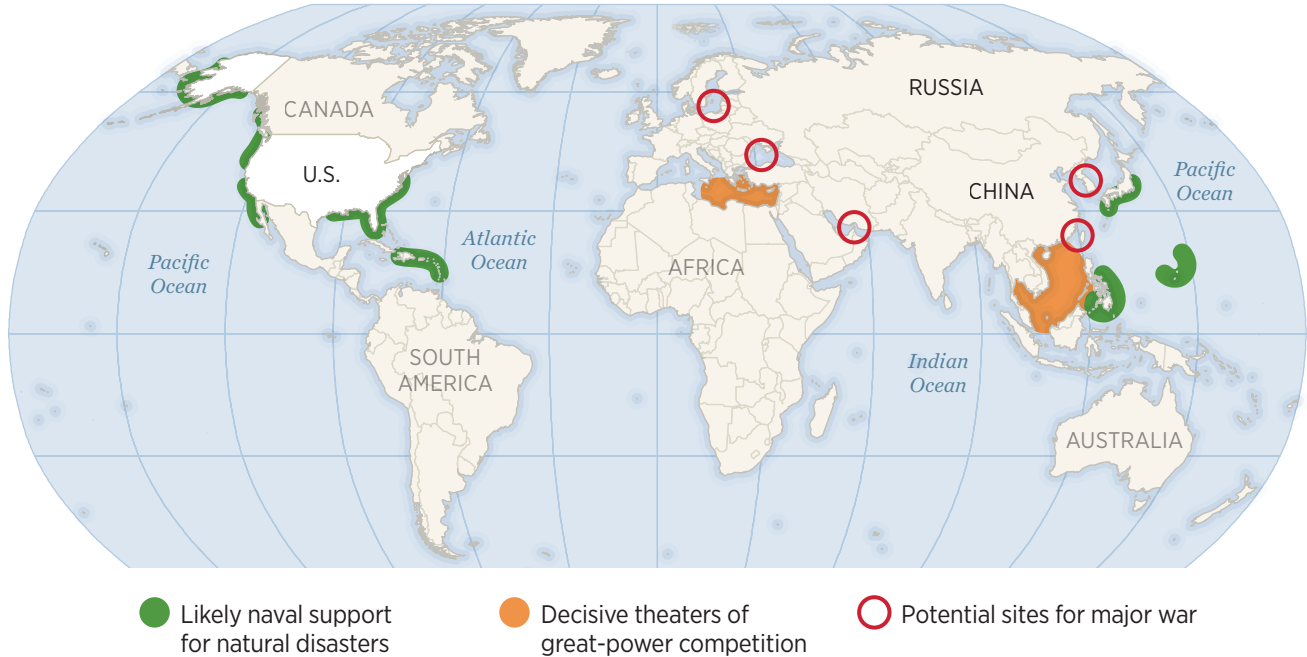 RUSSIA
CANADA
Pacific
Ocean
U.S.
CHINA
Atlantic
Ocean
Pacific
Ocean
AFRICA
SOUTH
AMERICA
Indian
Ocean
AUSTRALIA
Likely naval support
for natural disasters
Decisive theaters of
great-power competition
Potential sites for major war